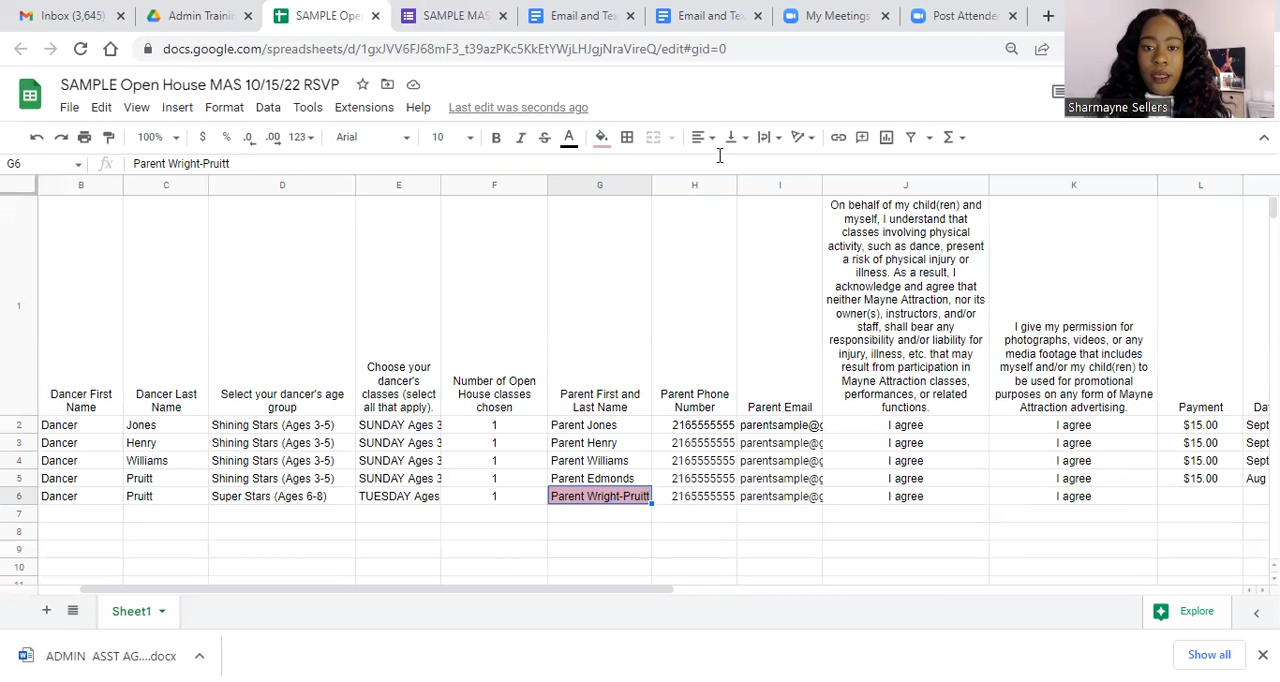 Inbox (3,645)
Admin Trainin
SAMPLE Ope
SAMPLE MAS
Email and Tex
Email and Tex
My Meetings
Post Attende
docs.google.com/spreadsheets/d/1gxJVV6FJ68mF3_t39azPKc5KkEtYWjLHJgjNraVireQ/edit#gid=0
SAMPLE Open House MAS 10/15/22 RSVP
Sharmayne Sellers
File Edit View Insert Format Data Tools Extensions Help Last edit was seconds ago
100% $ % .0 .00 123 Arial 10 B I S A
G6 fx Parent Wright-Pruitt
B C D E F G H I J K L
1
Dancer First
Name
Dancer Last
Name
Select your dancer's age
group
Choose your
dancer's
classes (select
all that apply).
Number of Open
House classes
chosen
Parent First and
Last Name
Parent Phone
Number
Parent Email
On behalf of my child(ren) and
myself, I understand that
classes involving physical
activity, such as dance, present
a risk of physical injury or
illness. As a result, I
acknowledge and agree that
neither Mayne Attraction, nor its
owner(s), instructors, and/or
staff, shall bear any
responsibility and/or liability for
injury, illness, etc. that may
result from participation in
Mayne Attraction classes,
performances, or related
functions.
I give my permission for
photographs, videos, or any
media footage that includes
myself and/or my child(ren) to
be used for promotional
purposes on any form of Mayne
Attraction advertising.
Payment
Da
2 Dancer Jones Shining Stars (Ages 3-5) SUNDAY Ages 3 1 Parent Jones 2165555555 parentsample@g I agree I agree $15.00 Sept
3 Dancer Henry Shining Stars (Ages 3-5) SUNDAY Ages 3 1 Parent Henry 2165555555 parentsample@g I agree I agree $15.00 Sept
4 Dancer Williams Shining Stars (Ages 3-5) SUNDAY Ages 3 1 Parent Williams 2165555555 parentsample@g I agree I agree $15.00 Sept
5 Dancer Pruitt Shining Stars (Ages 3-5) SUNDAY Ages 3 1 Parent Edmonds 2165555555 parentsample@g I agree I agree $15.00 Aug
6 Dancer Pruitt Super Stars (Ages 6-8) TUESDAY Ages 1 Parent Wright-Pruitt 2165555555 parentsample@g I agree I agree
7
8
9
10
11
Sheet1
Explore
ADMIN ASST AG....docx
Show all